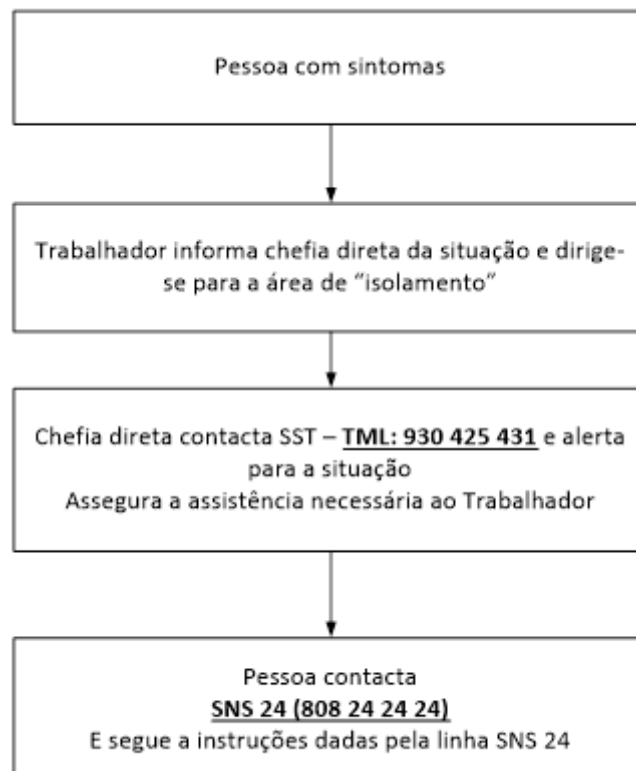 Pessoa com sintomas
Trabalhador informa chefia direta da situação e dirige-
se para a área de “isolamento”
Chefia direta contacta SST – TML: 930 425 431 e alerta
para a situação
Assegura a assistência necessária ao Trabalhador
Pessoa contacta
SNS 24 (808 24 24 24)
E segue a instruções dadas pela linha SNS 24